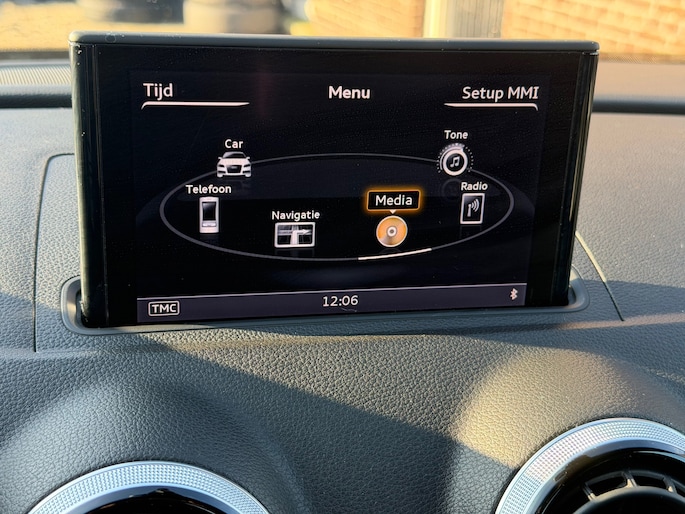 Tijd
Menu
Setup MMI
Car
Tone
Telefoon
Radio
Media
Navigatie
TMC
12:06